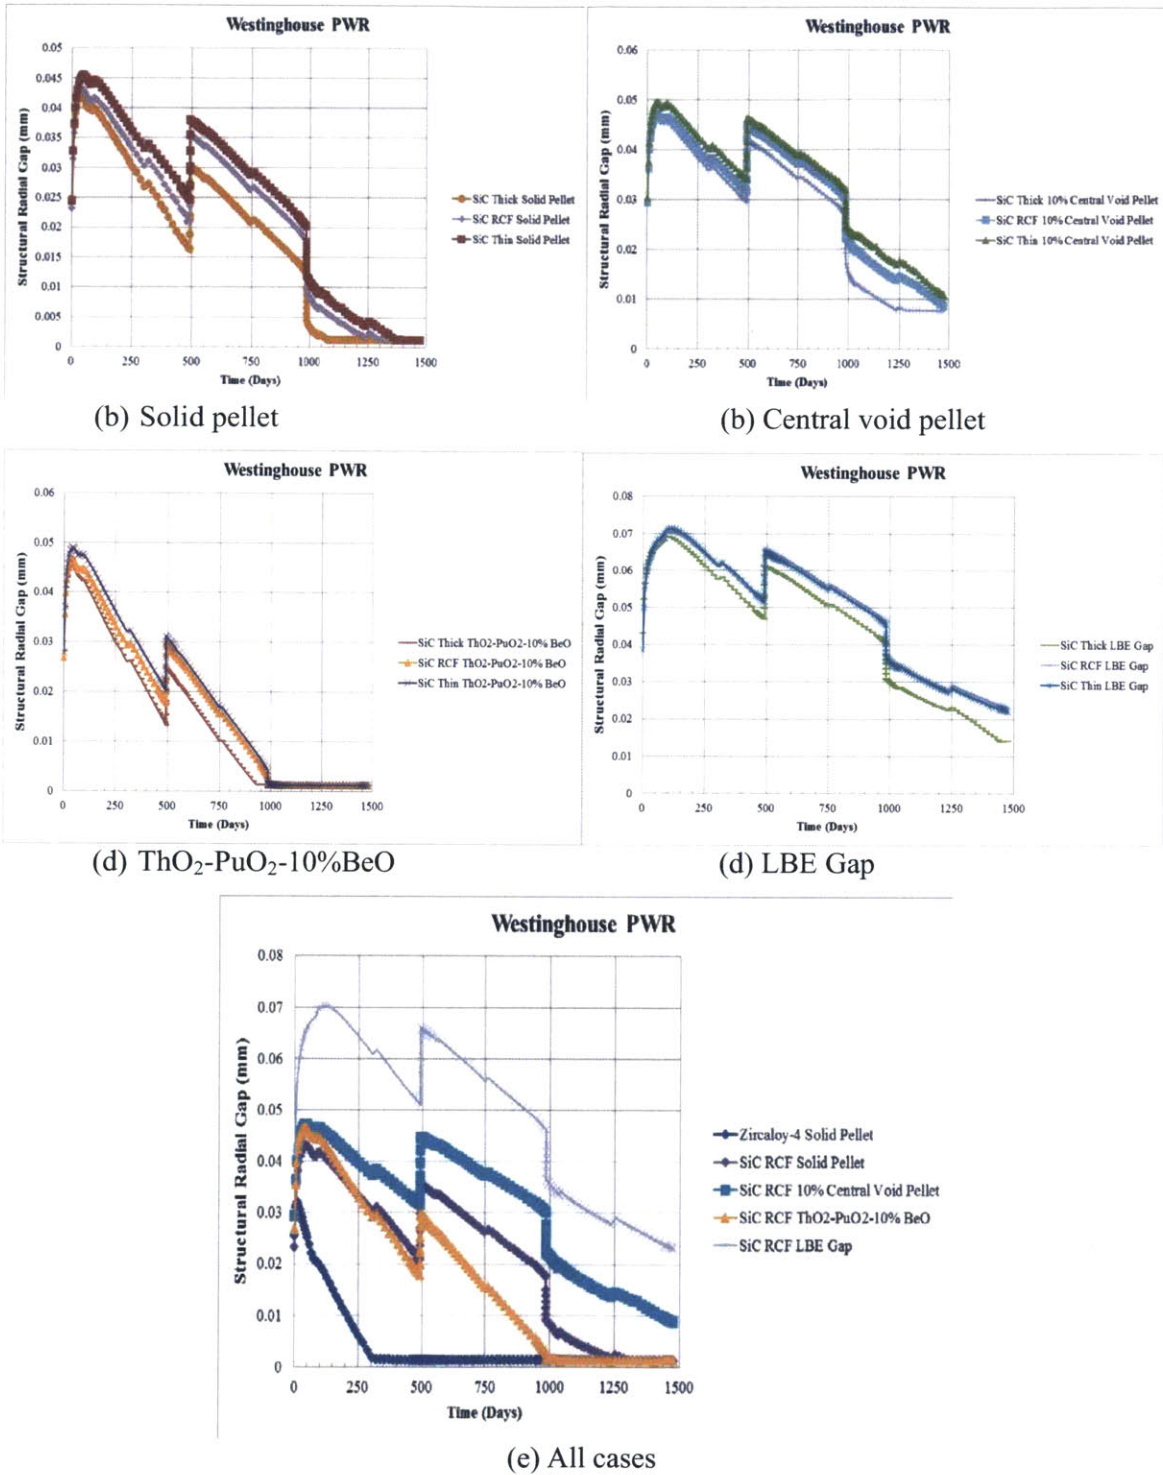 Westinghouse PWR
Structural Radial Gap (mm)
0.05
0.045
0.04
0.035
0.03
0.025
0.02
0.015
0.01
0.005
0
0 250 500 750 1000 1250 1500
Time (Days)
SiC Thick Solid Pellet
SiC RCF Solid Pellet
SiC Thin Solid Pellet
(b) Solid pellet
Westinghouse PWR
Structural Radial Gap (mm)
0.06
0.05
0.04
0.03
0.02
0.01
0
0 250 500 750 1000 1250 1500
Time (Days)
SiC Thick 10% Central Void Pellet
SiC RCF 10% Central Void Pellet
SiC Thin 10% Central Void Pellet
(b) Central void pellet
Westinghouse PWR
Structural Radial Gap (mm)
0.06
0.05
0.04
0.03
0.02
0.01
0
0 250 500 750 1000 1250 1500
Time (Days)
SiC Thick ThO2-PuO2-10% BeO
SiC RCF ThO2-PuO2-10% BeO
SiC Thin ThO2-PuO2-10% BeO
(d) ThO₂-PuO₂-10%BeO
Westinghouse PWR
Structural Radial Gap (mm)
0.08
0.07
0.06
0.05
0.04
0.03
0.02
0.01
0
0 250 500 750 1000 1250 1500
Time (Days)
SiC Thick LBE Gap
SiC RCF LBE Gap
SiC Thin LBE Gap
(d) LBE Gap
Westinghouse PWR
Structural Radial Gap (mm)
0.08
0.07
0.06
0.05
0.04
0.03
0.02
0.01
0
0 250 500 750 1000 1250 1500
Time (Days)
Zircaloy-4 Solid Pellet
SiC RCF Solid Pellet
SiC RCF 10% Central Void Pellet
SiC RCF ThO2-PuO2-10% BeO
SiC RCF LBE Gap
(e) All cases